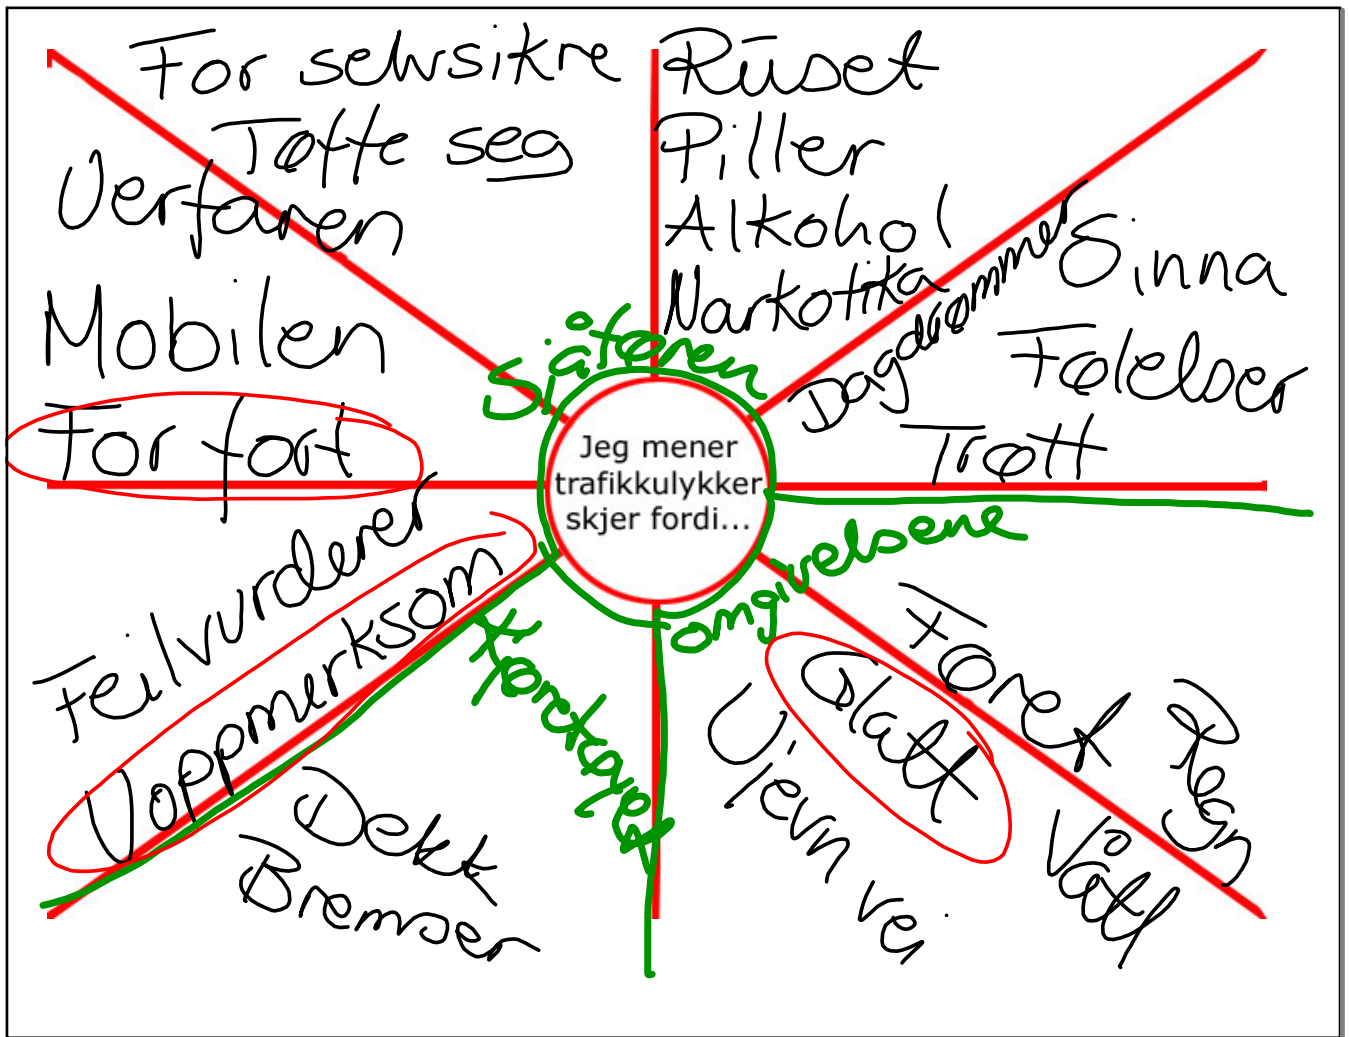 For selvsikre
Tøffe seg
Uerfaren
Mobilen
For fort
Ruset
Piller
Alkohol
Narkotika
Dagdrømmer
Sinna
Følelser
Trøtt
Sjåføren
Jeg mener
trafikkulykker
skjer fordi...
omgivelsene
Kjøretøyet
Feilvurderer
Uoppmerksom
Dekk
Bremser
Glatt
Ujevn vei
Føret
Regn
Vått